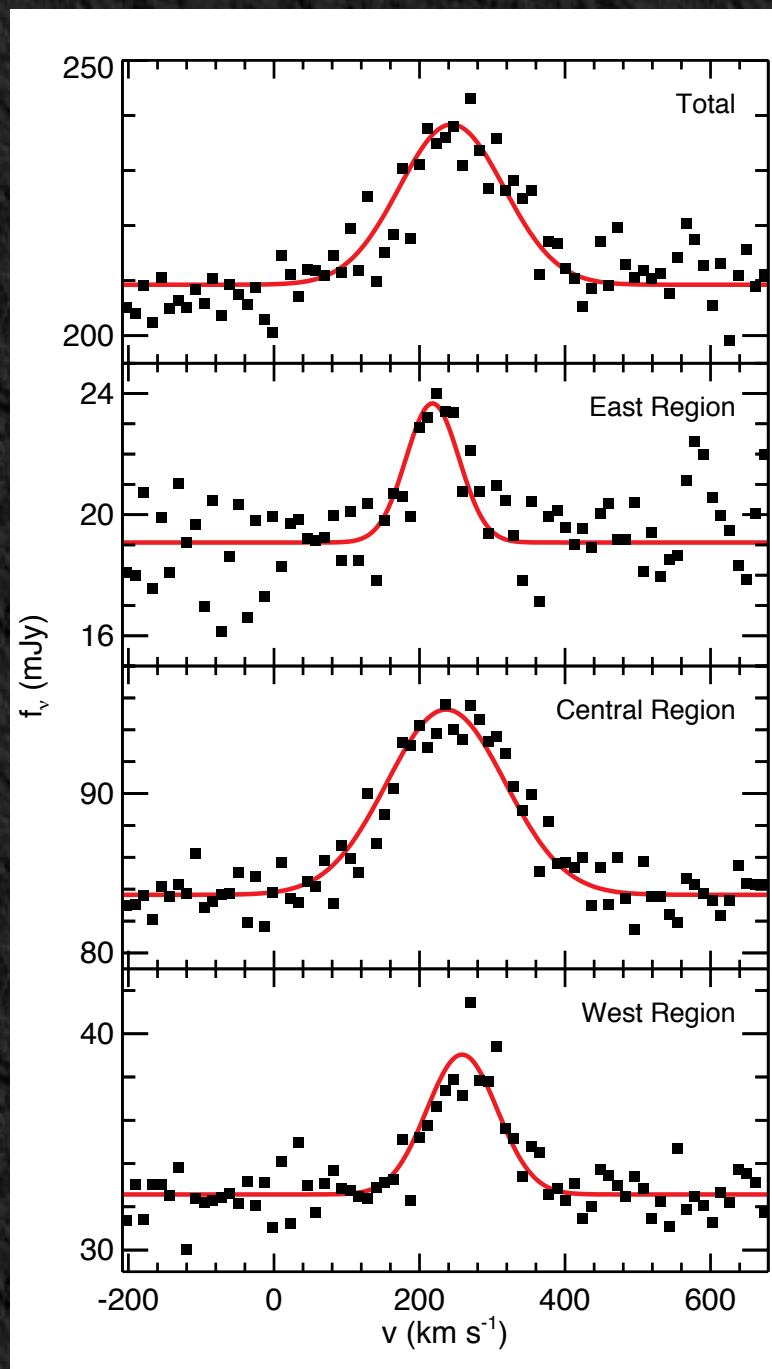 250
Total
200
24
East Region
20
16
f_ν (mJy)
Central Region
90
80
West Region
40
30
-200 0 200 400 600
v (km s⁻¹)